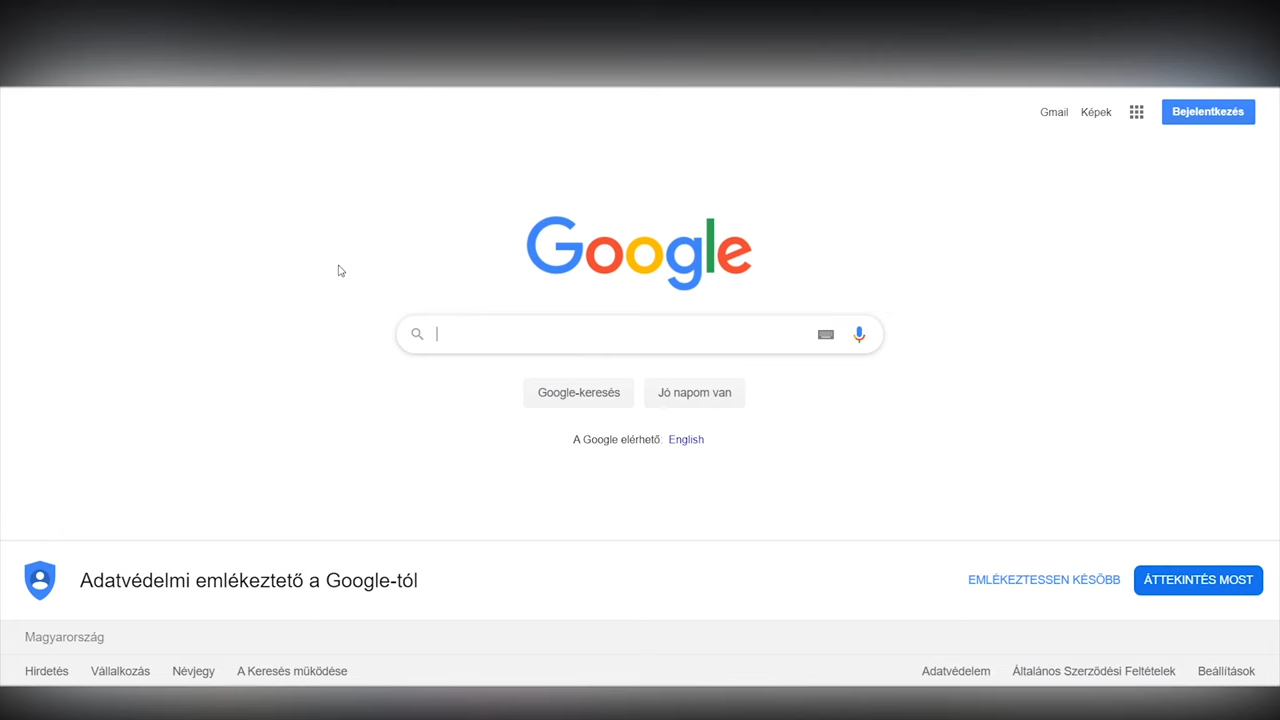 Gmail Képek Bejelentkezés
Google
Google-keresés Jó napom van
A Google elérhető: English
Adatvédelmi emlékeztető a Google-tól EMLÉKEZTESSEN KÉSŐBB ÁTTEKINTÉS MOST
Magyarország
Hirdetés Vállalkozás Névjegy A Keresés működése Adatvédelem Általános Szerződési Feltételek Beállítások